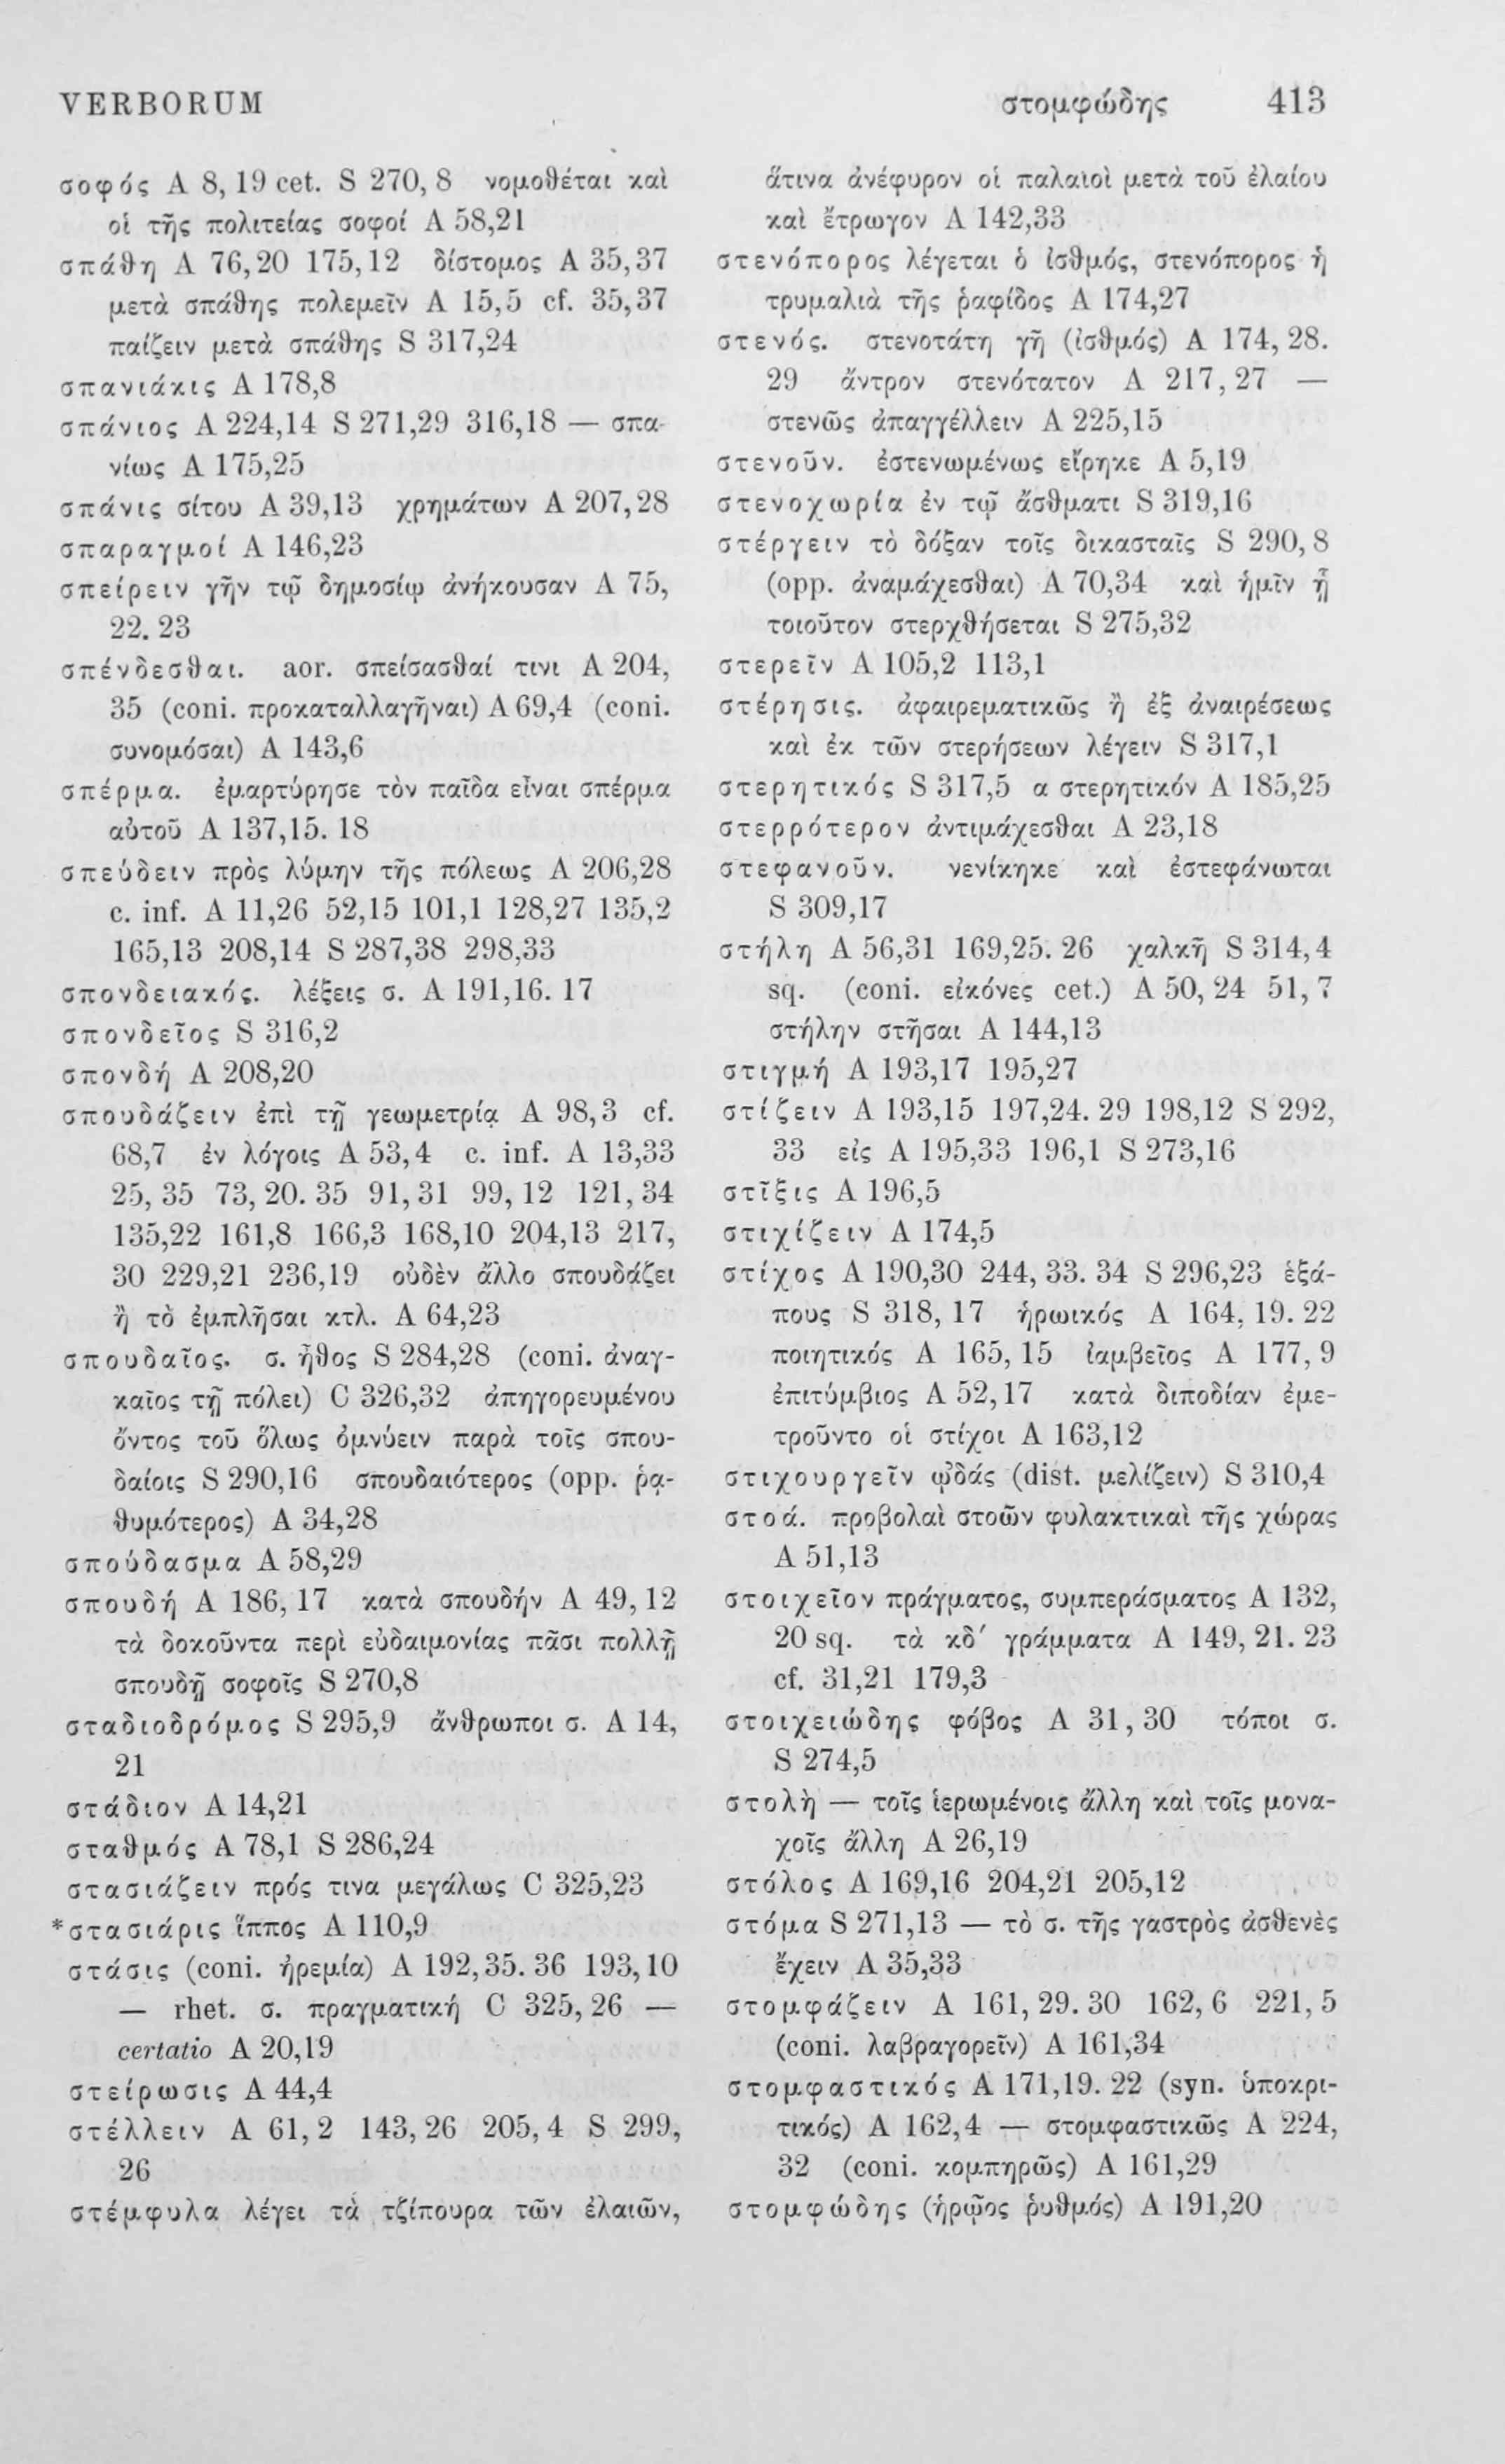 VERBORUM στομφώδης 413
σοφός A 8, 19 cet. S 270, 8 νομοθέται καὶ
οἱ τῆς πολιτείας σοφοί A 58,21
σπάθη A 76,20 175,12 δίστομος A 35,37
μετὰ σπάθης πολεμεῖν A 15,5 cf. 35,37
παίζειν μετὰ σπάθης S 317,24
σπανιάκις A 178,8
σπάνιος A 224,14 S 271,29 316,18 — σπα-
νίως A 175,25
σπάνις σίτου A 39,13 χρημάτων A 207,28
σπαραγμοί A 146,23
σπείρειν γῆν τῷ δημοσίῳ ἀνήκουσαν A 75,
22. 23
σπένδεσθαι. aor. σπείσασθαί τινι A 204,
35 (coni. προκαταλλαγῆναι) A 69,4 (coni.
συνομόσαι) A 143,6
σπέρμα. ἐμαρτύρησε τὸν παῖδα εἶναι σπέρμα
αὐτοῦ A 137,15. 18
σπεύδειν πρὸς λύμην τῆς πόλεως A 206,28
c. inf. A 11,26 52,15 101,1 128,27 135,2
165,13 208,14 S 287,38 298,33
σπονδειακός. λέξεις σ. A 191,16. 17
σπονδεῖος S 316,2
σπονδή A 208,20
σπουδάζειν ἐπὶ τῇ γεωμετρίᾳ A 98,3 cf.
68,7 ἐν λόγοις A 53,4 c. inf. A 13,33
25, 35 73, 20. 35 91, 31 99, 12 121, 34
135,22 161,8 166,3 168,10 204,13 217,
30 229,21 236,19 οὐδὲν ἄλλο σπουδάζει
ἢ τὸ ἐμπλῆσαι κτλ. A 64,23
σπουδαῖος. σ. ἦθος S 284,28 (coni. ἀναγ-
καῖος τῇ πόλει) C 326,32 ἀπηγορευμένου
ὄντος τοῦ ὅλως ὀμνύειν παρὰ τοῖς σπου-
δαίοις S 290,16 σπουδαιότερος (opp. ῥᾳ-
θυμότερος) A 34,28
σπούδασμα A 58,29
σπουδή A 186, 17 κατὰ σπουδήν A 49, 12
τὰ δοκοῦντα περὶ εὐδαιμονίας πᾶσι πολλῇ
σπουδῇ σοφοῖς S 270,8
σταδιοδρόμος S 295,9 ἄνθρωποι σ. A 14,
21
στάδιον A 14,21
σταθμός A 78,1 S 286,24
στασιάζειν πρός τινα μεγάλως C 325,23
*στασιάρις ἵππος A 110,9
στάσις (coni. ἠρεμία) A 192,35. 36 193,10
— rhet. σ. πραγματική C 325, 26 —
certatio A 20,19
στείρωσις A 44,4
στέλλειν A 61, 2 143, 26 205, 4 S 299,
26
στέμφυλα λέγει τὰ τζίπουρα τῶν ἐλαιῶν,
ἅτινα ἀνέφυρον οἱ παλαιοὶ μετὰ τοῦ ἐλαίου
καὶ ἔτρωγον A 142,33
στενόπορος λέγεται ὁ ἰσθμός, στενόπορος ἡ
τρυμαλιὰ τῆς ῥαφίδος A 174,27
στενός. στενοτάτη γῆ (ἰσθμός) A 174, 28.
29 ἄντρον στενότατον A 217, 27 —
στενῶς ἀπαγγέλλειν A 225,15
στενοῦν. ἐστενωμένως εἴρηκε A 5,19
στενοχωρία ἐν τῷ ἄσθματι S 319,16
στέργειν τὸ δόξαν τοῖς δικασταῖς S 290, 8
(opp. ἀναμάχεσθαι) A 70,34 καὶ ἡμῖν ᾖ
τοιοῦτον στερχθήσεται S 275,32
στερεῖν A 105,2 113,1
στέρησις. ἀφαιρεματικῶς ἢ ἐξ ἀναιρέσεως
καὶ ἐκ τῶν στερήσεων λέγειν S 317,1
στερητικός S 317,5 α στερητικόν A 185,25
στερρότερον ἀντιμάχεσθαι A 23,18
στεφανοῦν. νενίκηκε καὶ ἐστεφάνωται
S 309,17
στήλη A 56,31 169,25. 26 χαλκῆ S 314, 4
sq. (coni. εἰκόνες cet.) A 50, 24 51, 7
στήλην στῆσαι A 144,13
στιγμή A 193,17 195,27
στίζειν A 193,15 197,24. 29 198,12 S 292,
33 εἰς A 195,33 196,1 S 273,16
στῖξις A 196,5
στιχίζειν A 174,5
στίχος A 190,30 244, 33. 34 S 296,23 ἑξά-
πους S 318, 17 ἡρωικός A 164, 19. 22
ποιητικός A 165, 15 ἰαμβεῖος A 177, 9
ἐπιτύμβιος A 52,17 κατὰ διποδίαν ἐμε-
τροῦντο οἱ στίχοι A 163,12
στιχουργεῖν ᾠδάς (dist. μελίζειν) S 310,4
στοά. προβολαὶ στοῶν φυλακτικαὶ τῆς χώρας
A 51,13
στοιχεῖον πράγματος, συμπεράσματος A 132,
20 sq. τὰ κδ′ γράμματα A 149, 21. 23
cf. 31,21 179,3
στοιχειώδης φόβος A 31, 30 τόποι σ.
S 274,5
στολὴ — τοῖς ἱερωμένοις ἄλλη καὶ τοῖς μονα-
χοῖς ἄλλη A 26,19
στόλος A 169,16 204,21 205,12
στόμα S 271,13 — τὸ σ. τῆς γαστρὸς ἀσθενὲς
ἔχειν A 35,33
στομφάζειν A 161, 29. 30 162, 6 221, 5
(coni. λαβραγορεῖν) A 161,34
στομφαστικός A 171,19. 22 (syn. ὑποκρι-
τικός) A 162,4 — στομφαστικῶς A 224,
32 (coni. κομπηρῶς) A 161,29
στομφώδης (ἡρῷος ῥυθμός) A 191,20